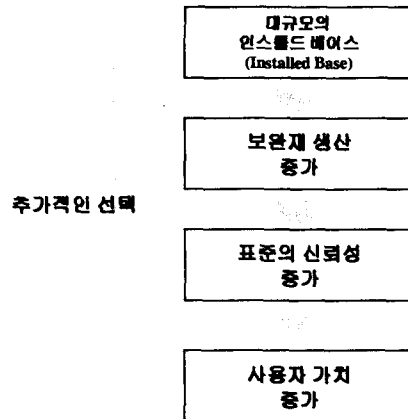 대규모의
인스톨드 베이스
(Installed Base)
보완재 생산
증가
추가적인 선택
표준의 신뢰성
증가
사용자 가치
증가